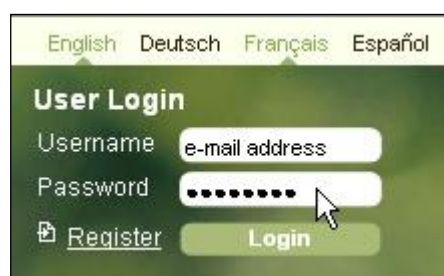 English Deutsch Français Español
User Login
Username e-mail address
Password ••••••••
Register Login